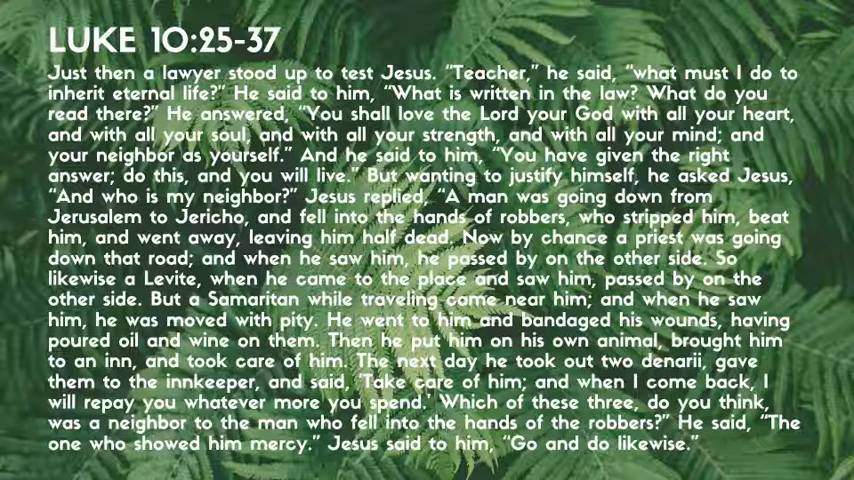 LUKE 10:25-37
Just then a lawyer stood up to test Jesus. “Teacher,” he said, “what must I do to
inherit eternal life?” He said to him, “What is written in the law? What do you
read there?” He answered, “You shall love the Lord your God with all your heart,
and with all your soul, and with all your strength, and with all your mind; and
your neighbor as yourself.” And he said to him, “You have given the right
answer; do this, and you will live.” But wanting to justify himself, he asked Jesus,
“And who is my neighbor?” Jesus replied, “A man was going down from
Jerusalem to Jericho, and fell into the hands of robbers, who stripped him, beat
him, and went away, leaving him half dead. Now by chance a priest was going
down that road; and when he saw him, he passed by on the other side. So
likewise a Levite, when he came to the place and saw him, passed by on the
other side. But a Samaritan while traveling came near him; and when he saw
him, he was moved with pity. He went to him and bandaged his wounds, having
poured oil and wine on them. Then he put him on his own animal, brought him
to an inn, and took care of him. The next day he took out two denarii, gave
them to the innkeeper, and said, ‘Take care of him; and when I come back, I
will repay you whatever more you spend.’ Which of these three, do you think,
was a neighbor to the man who fell into the hands of the robbers?” He said, “The
one who showed him mercy.” Jesus said to him, “Go and do likewise.”